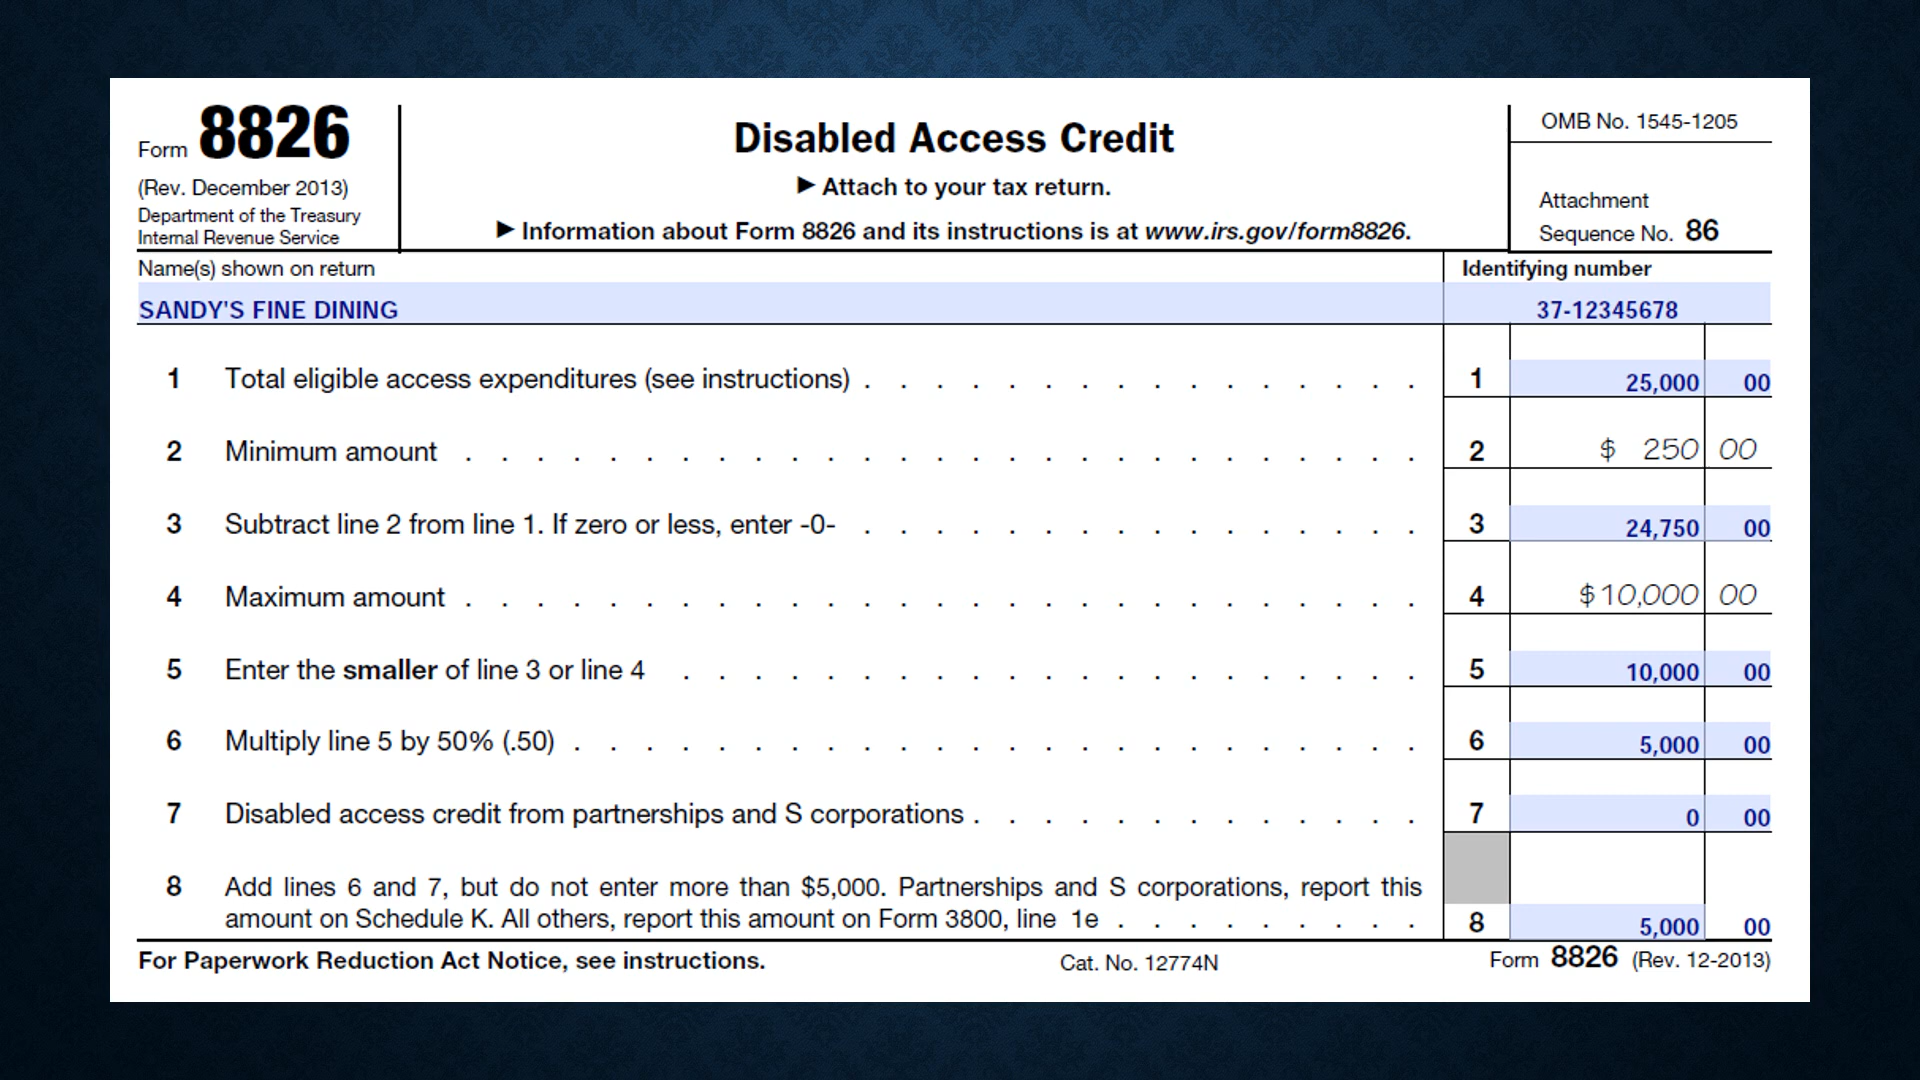 Form 8826
(Rev. December 2013)
Department of the Treasury
Internal Revenue Service
Disabled Access Credit
▶ Attach to your tax return.
▶ Information about Form 8826 and its instructions is at www.irs.gov/form8826.
OMB No. 1545-1205
Attachment
Sequence No. 86
Name(s) shown on return
Identifying number
SANDY'S FINE DINING 37-12345678
1 Total eligible access expenditures (see instructions) . . . . . . . . . . . . . . . . 1 25,000 00
2 Minimum amount . . . . . . . . . . . . . . . . . . . . . . . . . . . 2 $ 250 00
3 Subtract line 2 from line 1. If zero or less, enter -0- . . . . . . . . . . . . . . . . 3 24,750 00
4 Maximum amount . . . . . . . . . . . . . . . . . . . . . . . . . . . 4 $10,000 00
5 Enter the smaller of line 3 or line 4 . . . . . . . . . . . . . . . . . . . . . 5 10,000 00
6 Multiply line 5 by 50% (.50) . . . . . . . . . . . . . . . . . . . . . . . . 6 5,000 00
7 Disabled access credit from partnerships and S corporations . . . . . . . . . . . . . 7 0 00
8 Add lines 6 and 7, but do not enter more than $5,000. Partnerships and S corporations, report this
amount on Schedule K. All others, report this amount on Form 3800, line 1e . . . . . . . . . 8 5,000 00
For Paperwork Reduction Act Notice, see instructions. Cat. No. 12774N Form 8826 (Rev. 12-2013)